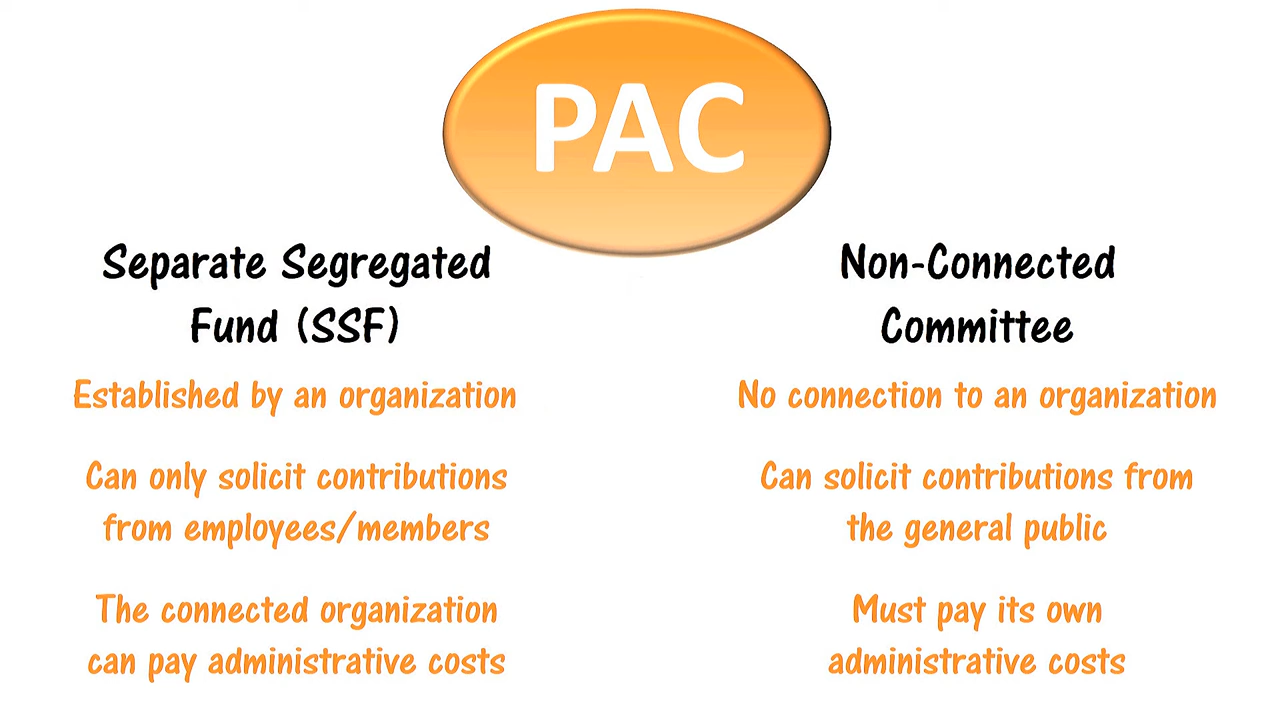 PAC
Separate Segregated
Fund (SSF)
Established by an organization
Can only solicit contributions
from employees/members
The connected organization
can pay administrative costs
Non-Connected
Committee
No connection to an organization
Can solicit contributions from
the general public
Must pay its own
administrative costs